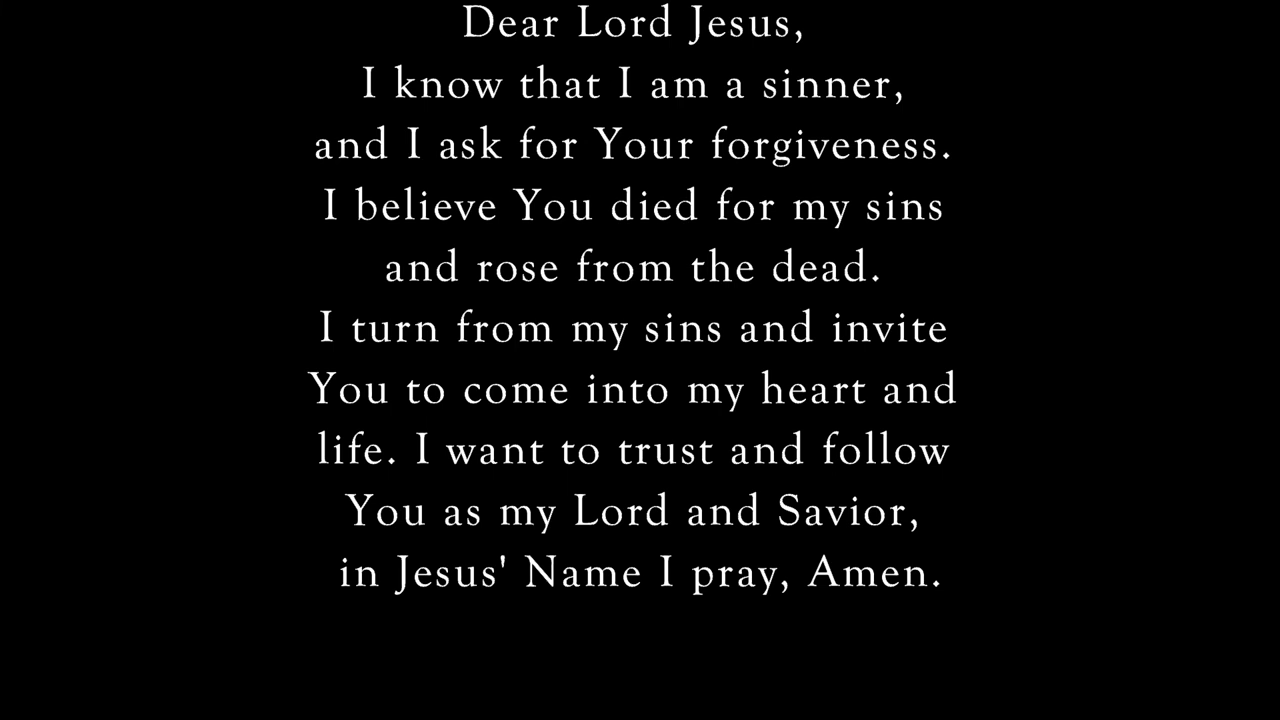 Dear Lord Jesus,
I know that I am a sinner,
and I ask for Your forgiveness.
I believe You died for my sins
and rose from the dead.
I turn from my sins and invite
You to come into my heart and
life. I want to trust and follow
You as my Lord and Savior,
in Jesus' Name I pray, Amen.